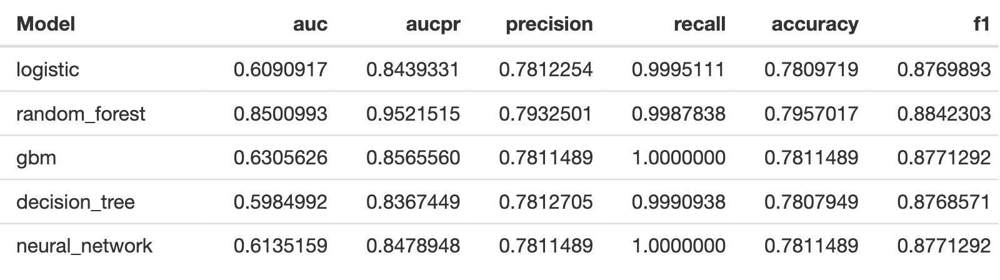 Model auc aucpr precision recall accuracy f1
logistic 0.6090917 0.8439331 0.7812254 0.9995111 0.7809719 0.8769893
random_forest 0.8500993 0.9521515 0.7932501 0.9987838 0.7957017 0.8842303
gbm 0.6305626 0.8565560 0.7811489 1.0000000 0.7811489 0.8771292
decision_tree 0.5984992 0.8367449 0.7812705 0.9990938 0.7807949 0.8768571
neural_network 0.6135159 0.8478948 0.7811489 1.0000000 0.7811489 0.8771292